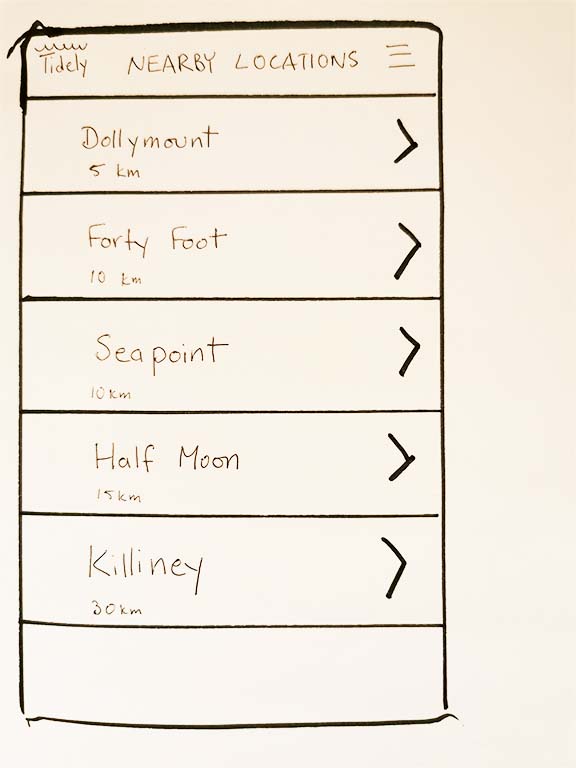 Tidely NEARBY LOCATIONS
Dollymount
5 km
Forty Foot
10 km
Seapoint
10km
Half Moon
15km
Killiney
30km